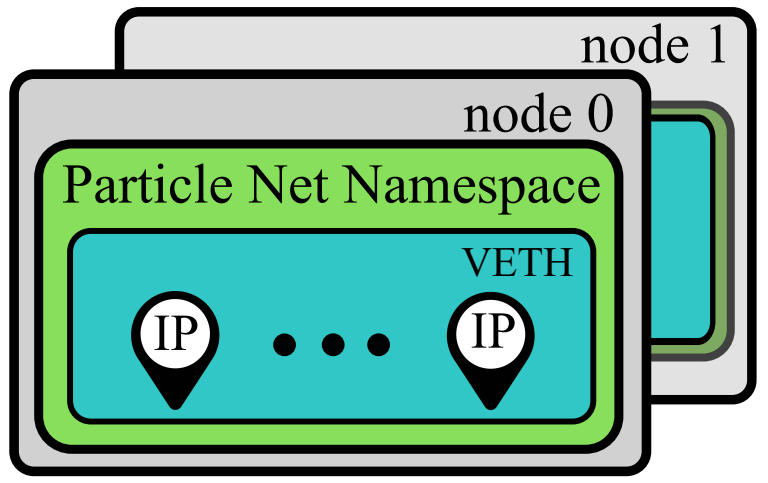 node 1
node 0
Particle Net Namespace
VETH
IP IP